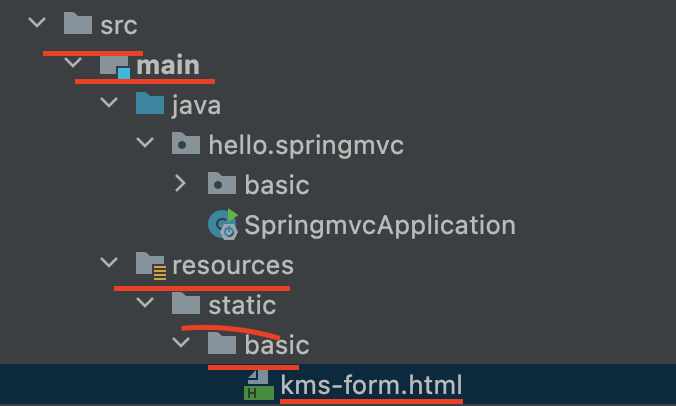 src
main
java
hello.springmvc
basic
SpringmvcApplication
resources
static
basic
H
kms-form.html